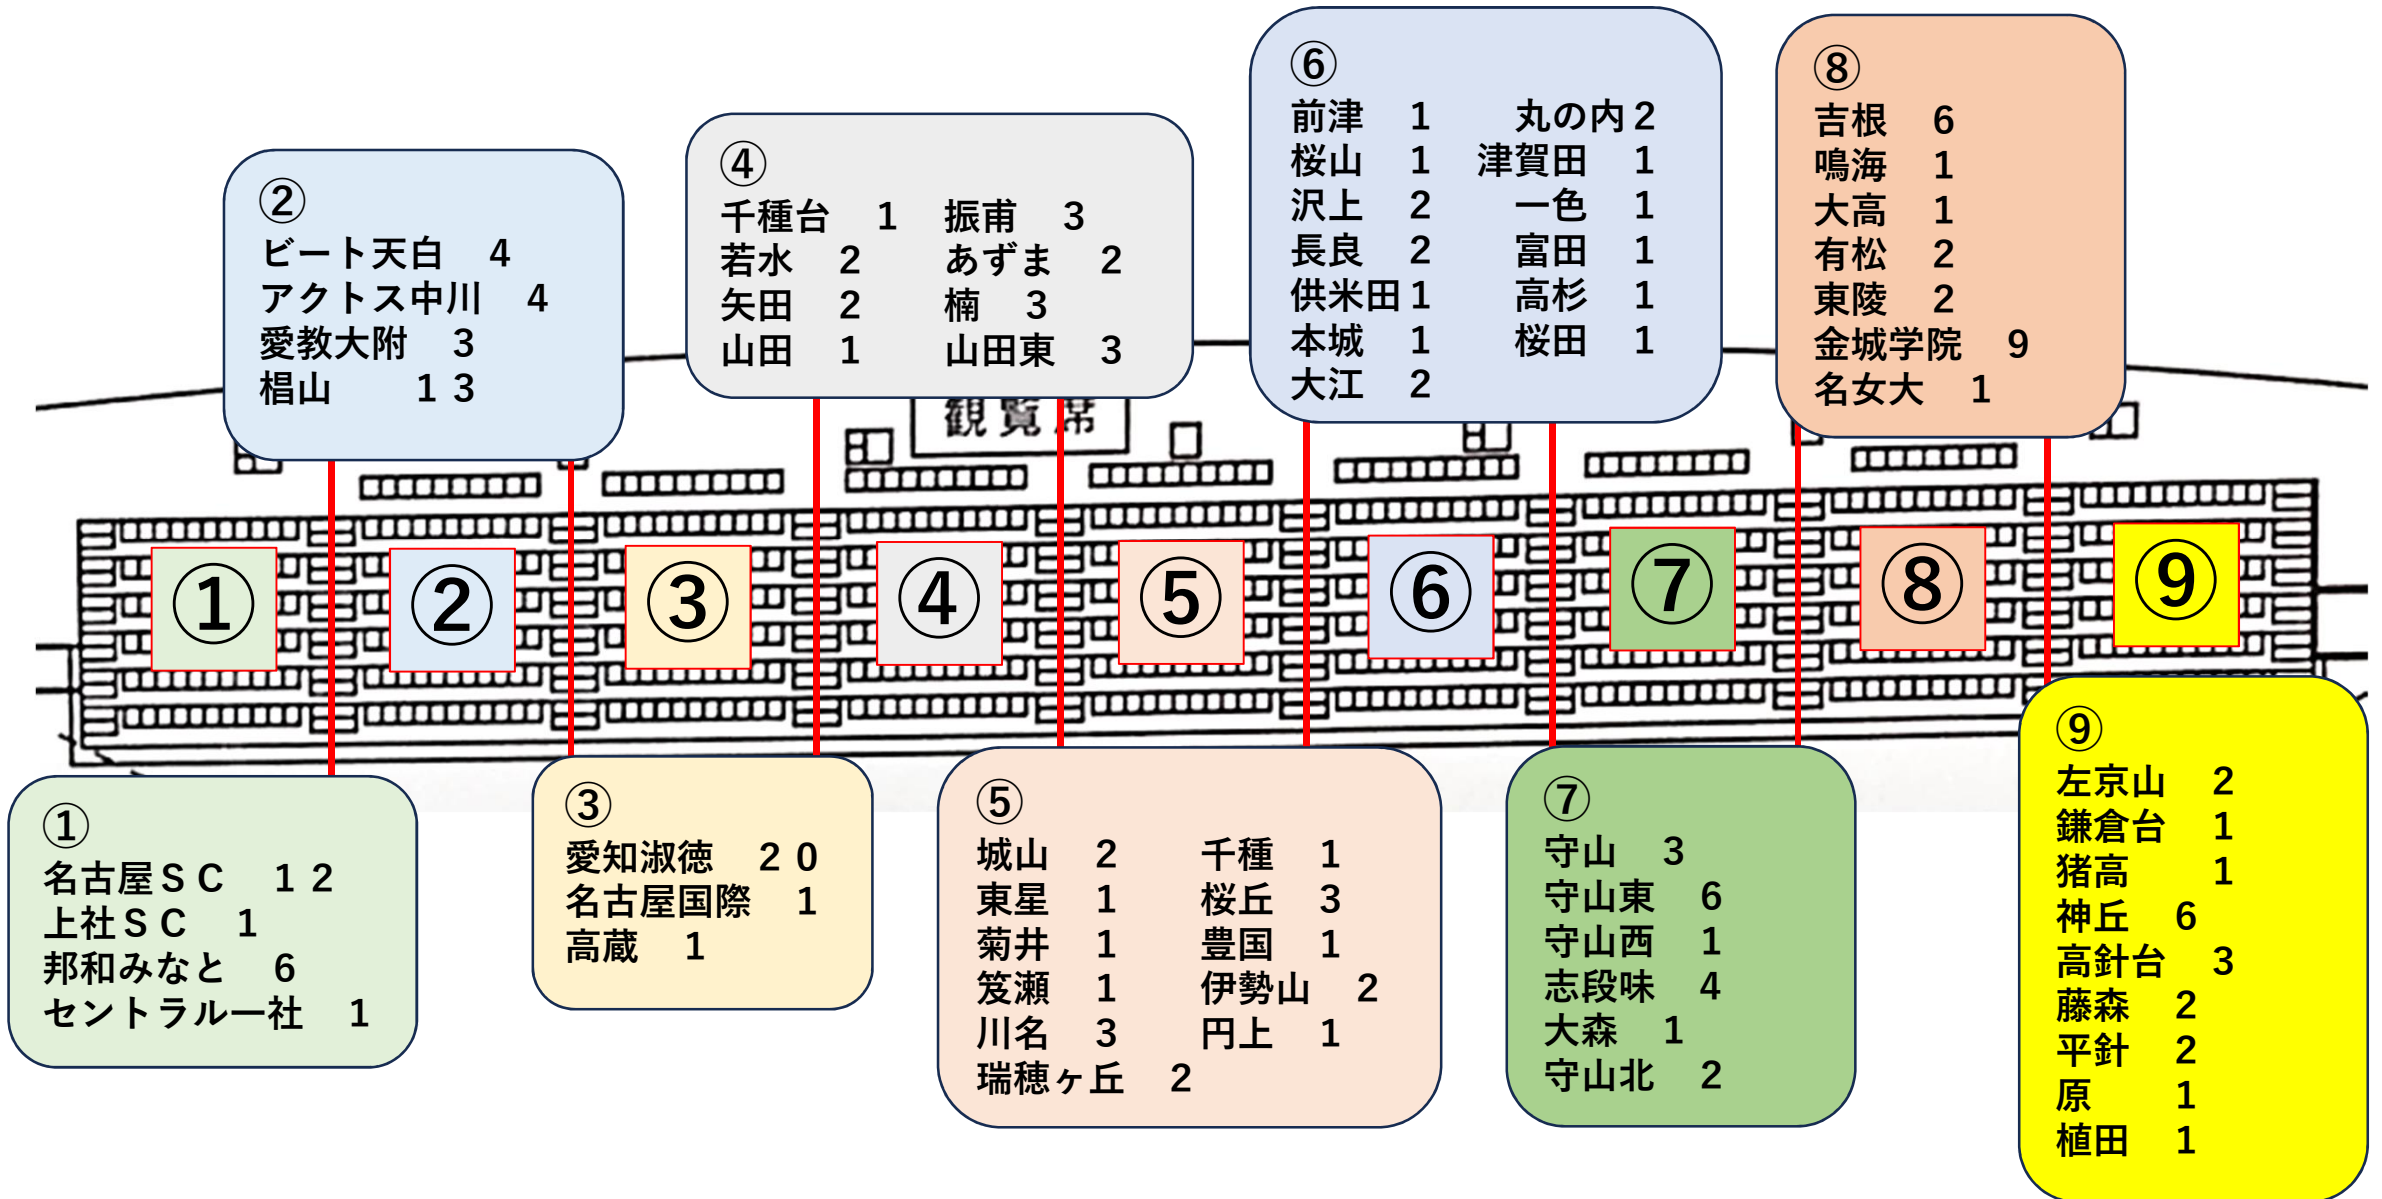 ②
ビート天白　4
アクトス中川　4
愛教大附　3
椙山　　１３
④
千種台　1　振甫　3
若水　2　　あずま　2
矢田　2　　楠　3
山田　1　　山田東　3
⑥
前津　1　　丸の内2
桜山　1　津賀田　1
沢上　2　　一色　1
長良　2　　富田　1
供米田1　　高杉　1
本城　1　　桜田　1
大江　2
⑧
吉根　6
鳴海　1
大高　1
有松　2
東陵　2
金城学院　9
名女大　1
観覧席
①
②
③
④
⑤
⑥
⑦
⑧
⑨
①
名古屋ＳＣ　１２
上社ＳＣ　1
邦和みなと　6
セントラル一社　1
③
愛知淑徳　２０
名古屋国際　1
高蔵　1
⑤
城山　2　　千種　1
東星　1　　桜丘　3
菊井　1　　豊国　1
笈瀬　1　　伊勢山　2
川名　3　　円上　1
瑞穂ヶ丘　2
⑦
守山　3
守山東　6
守山西　1
志段味　4
大森　1
守山北　2
⑨
左京山　2
鎌倉台　1
猪高　　1
神丘　6
高針台　3
藤森　2
平針　2
原　　1
植田　1